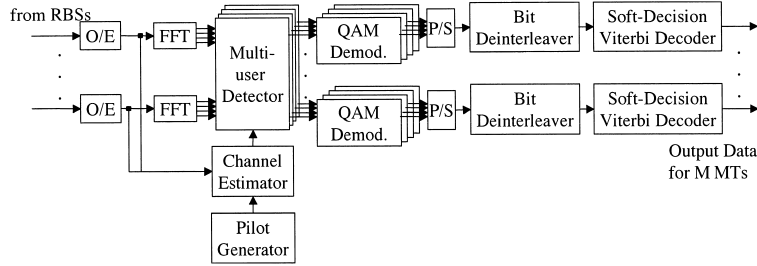 from RBSs
O/E
FFT
Multi-
user
Detector
QAM
Demod.
P/S
Bit
Deinterleaver
Soft-Decision
Viterbi Decoder
O/E
FFT
QAM
Demod.
P/S
Bit
Deinterleaver
Soft-Decision
Viterbi Decoder
Output Data
for M MTs
Channel
Estimator
Pilot
Generator